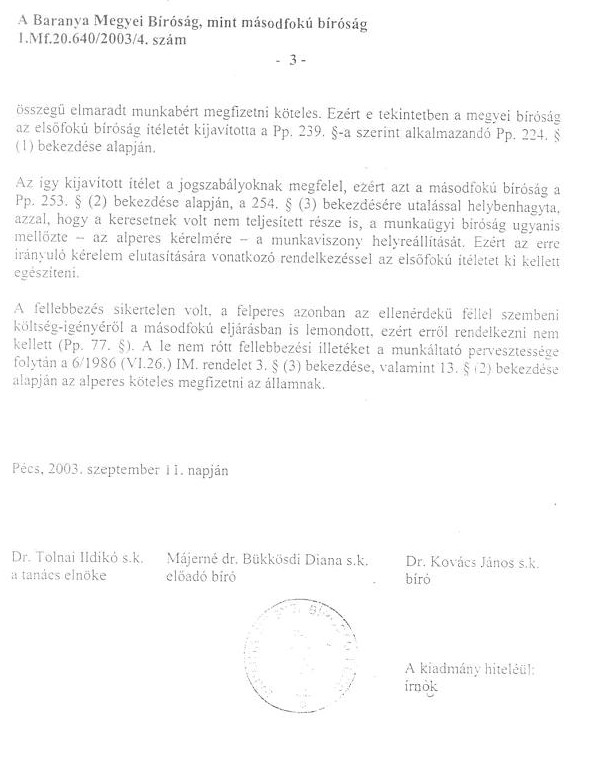 A Baranya Megyei Bíróság, mint másodfokú bíróság
1.Mf.20.640/2003/4. szám
- 3 -
összegű elmaradt munkabért megfizetni köteles. Ezért e tekintetben a megyei bíróság
az elsőfokú bíróság ítéletét kijavította a Pp. 239. §-a szerint alkalmazandó Pp. 224. §
(1) bekezdése alapján.
Az így kijavított ítélet a jogszabályoknak megfelel, ezért azt a másodfokú bíróság a
Pp. 253. § (2) bekezdése alapján, a 254. § (3) bekezdésére utalással helybenhagyta,
azzal, hogy a keresetnek volt nem teljesített része is, a munkaügyi bíróság ugyanis
mellőzte – az alperes kérelmére – a munkaviszony helyreállítását. Ezért az erre
irányuló kérelem elutasítására vonatkozó rendelkezéssel az elsőfokú ítéletet ki kellett
egészíteni.
A fellebbezés sikertelen volt, a felperes azonban az ellenérdekű féllel szembeni
költség-igényéről a másodfokú eljárásban is lemondott, ezért erről rendelkezni nem
kellett (Pp. 77. §). A le nem rótt fellebbezési illetéket a munkáltató pervesztessége
folytán a 6/1986 (VI.26.) IM. rendelet 3. § (3) bekezdése, valamint 13. § (2) bekezdése
alapján az alperes köteles megfizetni az államnak.
Pécs, 2003. szeptember 11. napján
Dr. Tolnai Ildikó s.k. Májerné dr. Bükkösdi Diana s.k. Dr. Kovács János s.k.
a tanács elnöke előadó bíró bíró
A kiadmány hiteléül:
írnok